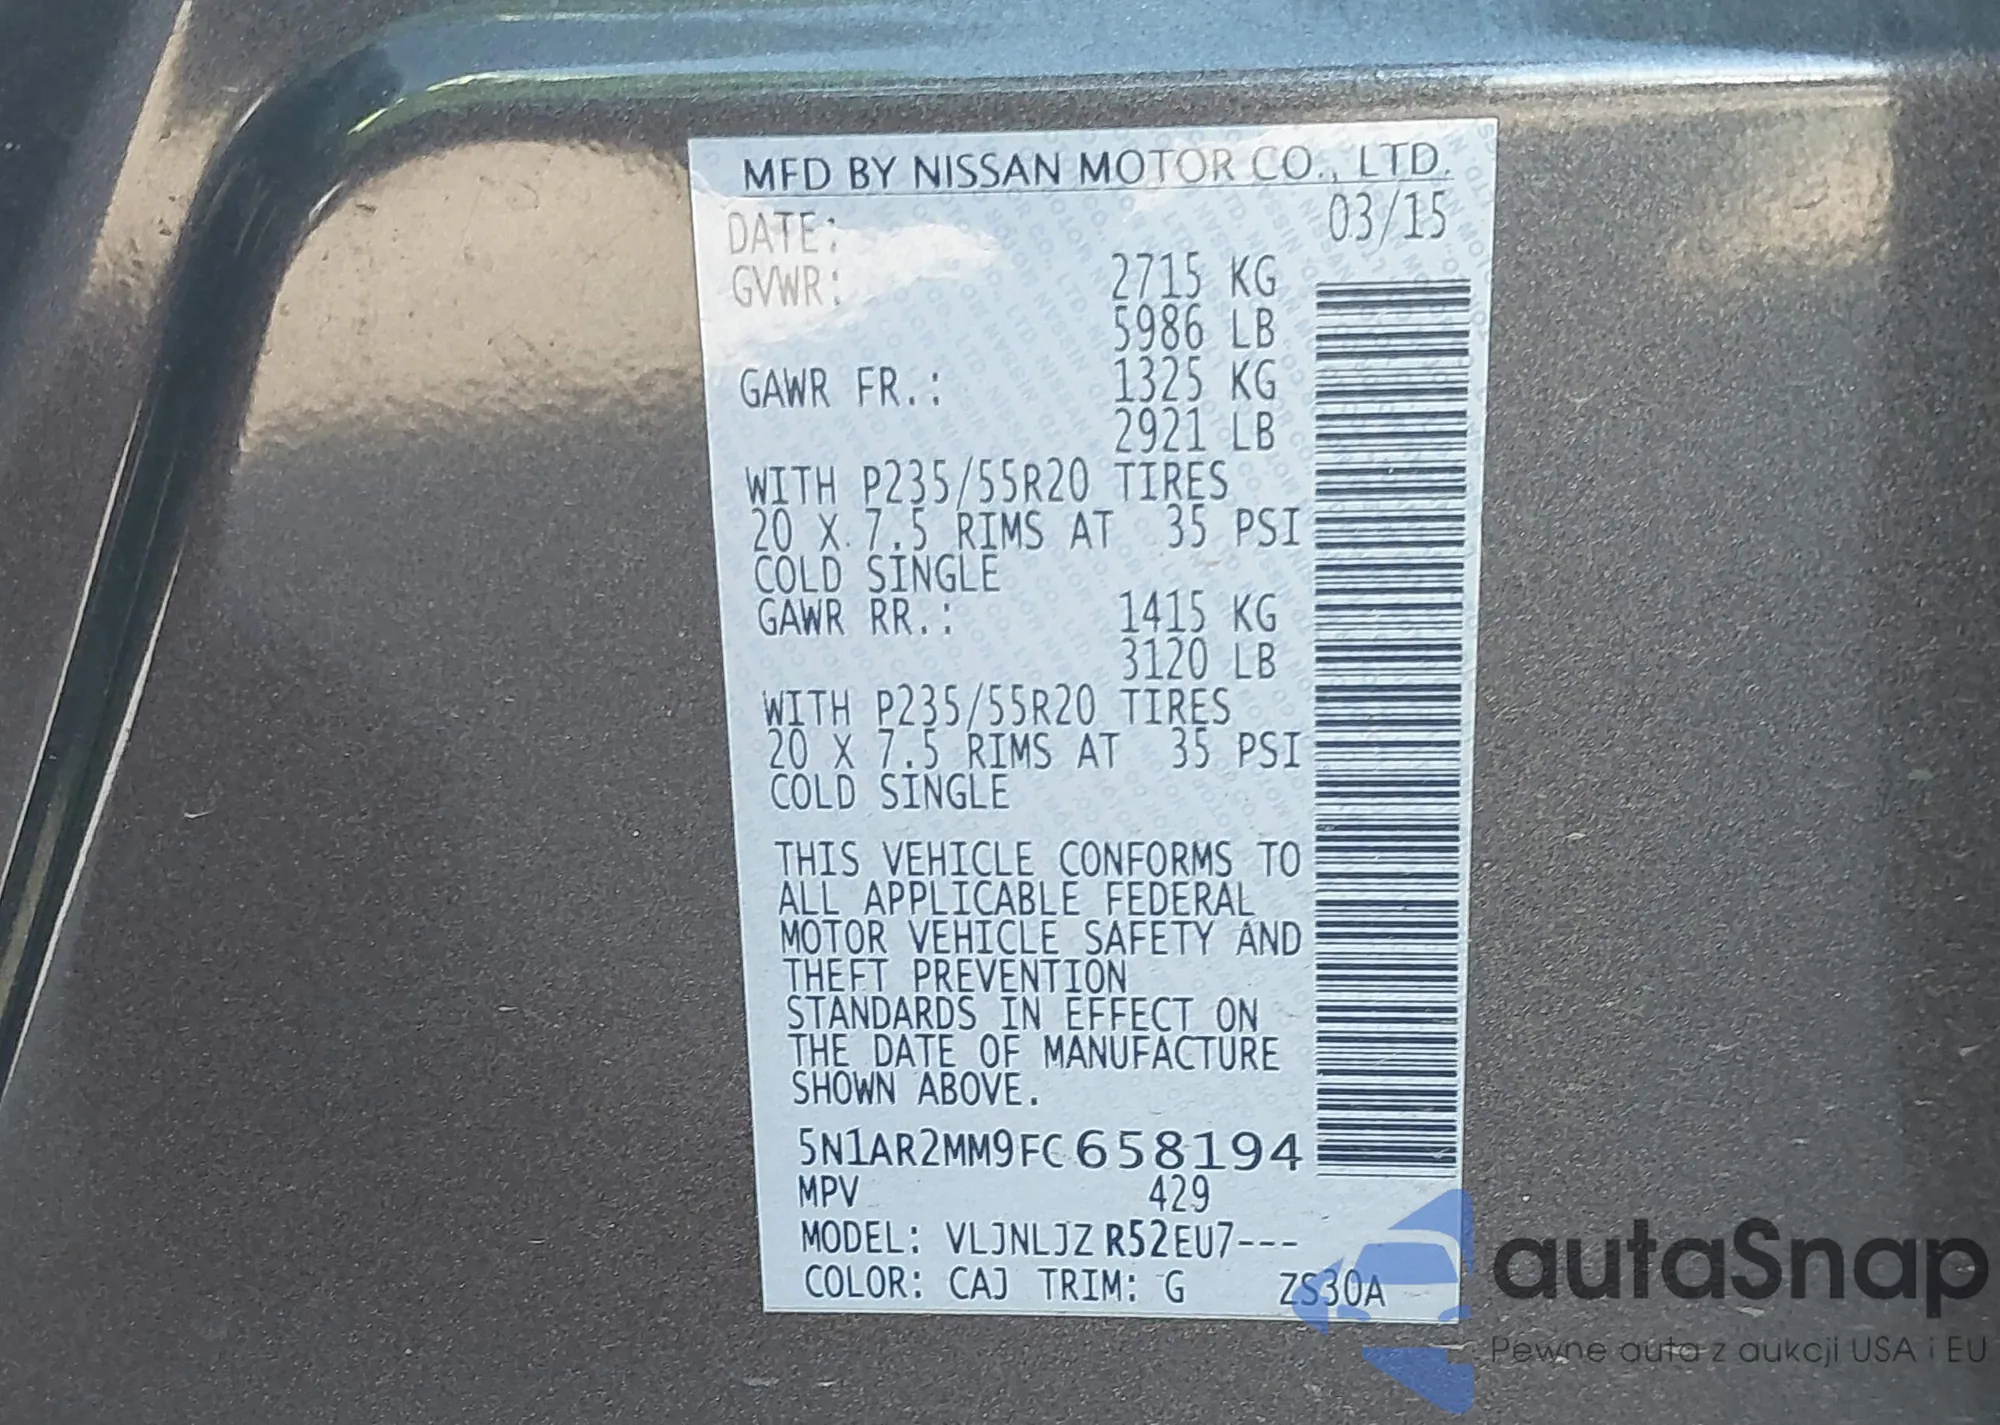 MFD BY NISSAN MOTOR CO., LTD.
DATE: 03/15
GVWR: 2715 KG
5986 LB
GAWR FR.: 1325 KG
2921 LB
WITH P235/55R20 TIRES
20 X 7.5 RIMS AT 35 PSI
COLD SINGLE
GAWR RR.: 1415 KG
3120 LB
WITH P235/55R20 TIRES
20 X 7.5 RIMS AT 35 PSI
COLD SINGLE
THIS VEHICLE CONFORMS TO
ALL APPLICABLE FEDERAL
MOTOR VEHICLE SAFETY AND
THEFT PREVENTION
STANDARDS IN EFFECT ON
THE DATE OF MANUFACTURE
SHOWN ABOVE.
5N1AR2MM9FC658194
MPV 429
MODEL: VLJNLJZ R52EU7---
COLOR: CAJ TRIM: G ZS30A
autaSnap
Pewne auta z aukcji USA i EU